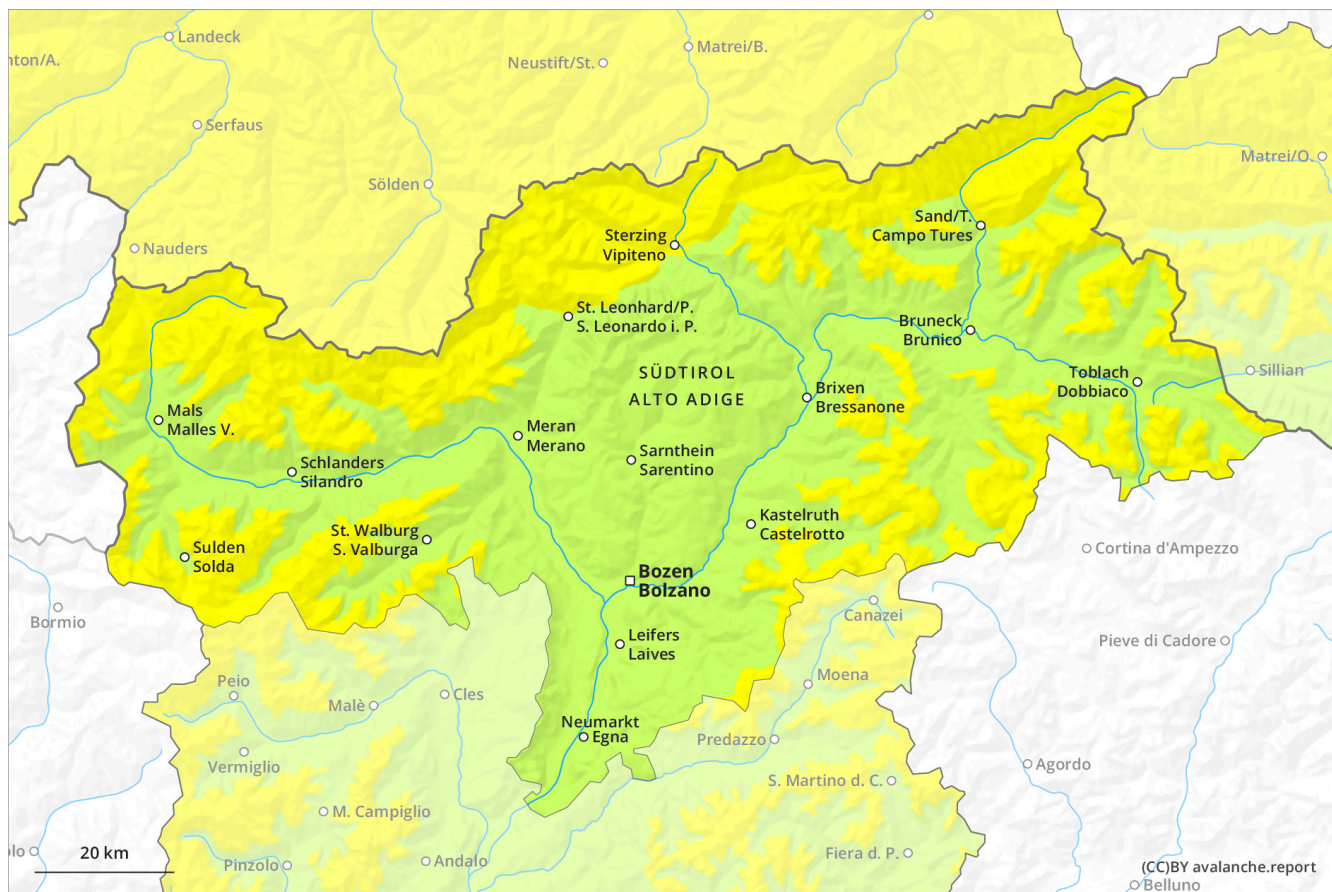 Landeck
nton/A.
Matrei/B.
Neustift/St.
Serfaus
Matrei/O.
Sölden
Sand/T.
Campo Tures
Sterzing
Vipiteno
Nauders
St. Leonhard/P.
S. Leonardo i. P.
Bruneck
Brunico
SÜDTIROL
ALTO ADIGE
Toblach
Dobbiaco
Sillian
Brixen
Bressanone
Mals
Malles V.
Meran
Merano
Sarnthein
Sarentino
Schlanders
Silandro
Kastelruth
Castelrotto
St. Walburg
S. Valburga
Sulden
Solda
Cortina d'Ampezzo
Bozen
Bolzano
Bormio
Canazei
Leifers
Laives
Pieve di Cadore
Peio
Moena
Malè
Cles
Neumarkt
Egna
Predazzo
Vermiglio
Agordo
S. Martino d. C.
M. Campiglio
olo
20 km
Pinzolo
Andalo
Fiera d. P.
(CC)BY avalanche.report
Belluno